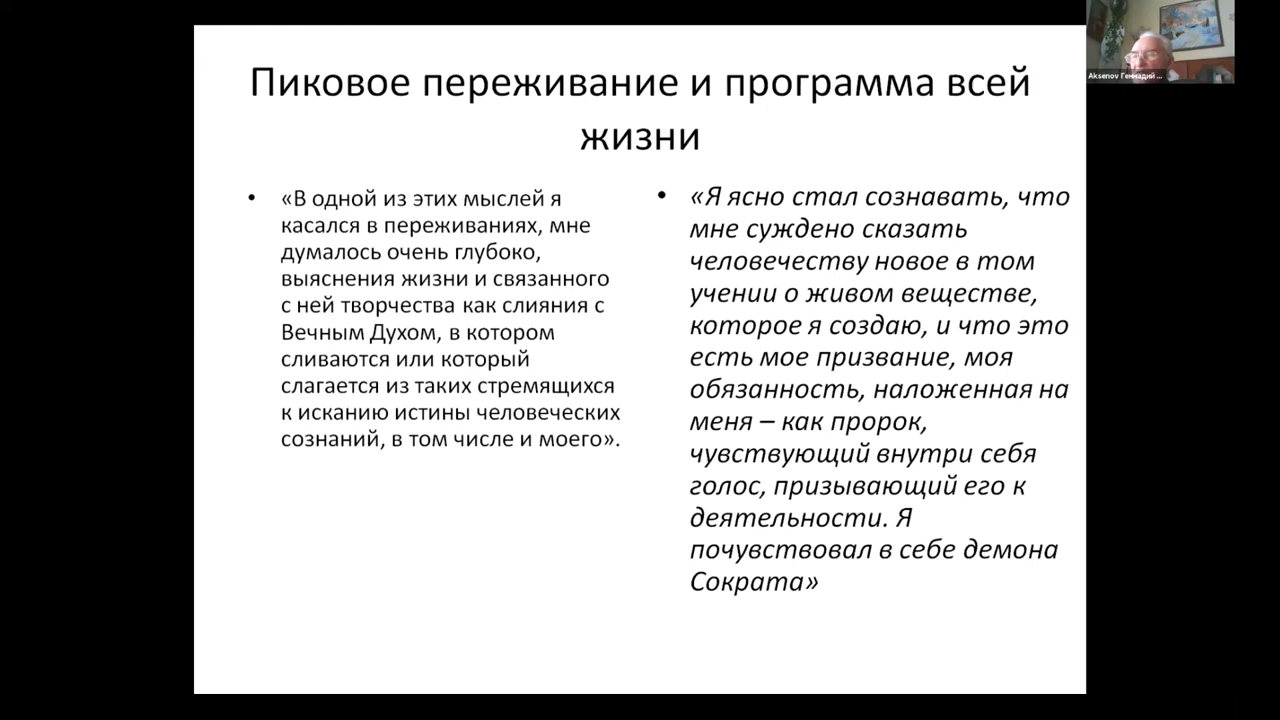 Пиковое переживание и программа всей
жизни
• «В одной из этих мыслей я
касался в переживаниях, мне
думалось очень глубоко,
выяснения жизни и связанного
с ней творчества как слияния с
Вечным Духом, в котором
сливаются или который
слагается из таких стремящихся
к исканию истины человеческих
сознаний, в том числе и моего».
• «Я ясно стал сознавать, что
мне суждено сказать
человечеству новое в том
учении о живом веществе,
которое я создаю, и что это
есть мое призвание, моя
обязанность, наложенная на
меня – как пророк,
чувствующий внутри себя
голос, призывающий его к
деятельности. Я
почувствовал в себе демона
Сократа»
Aksenov Геннадий ...